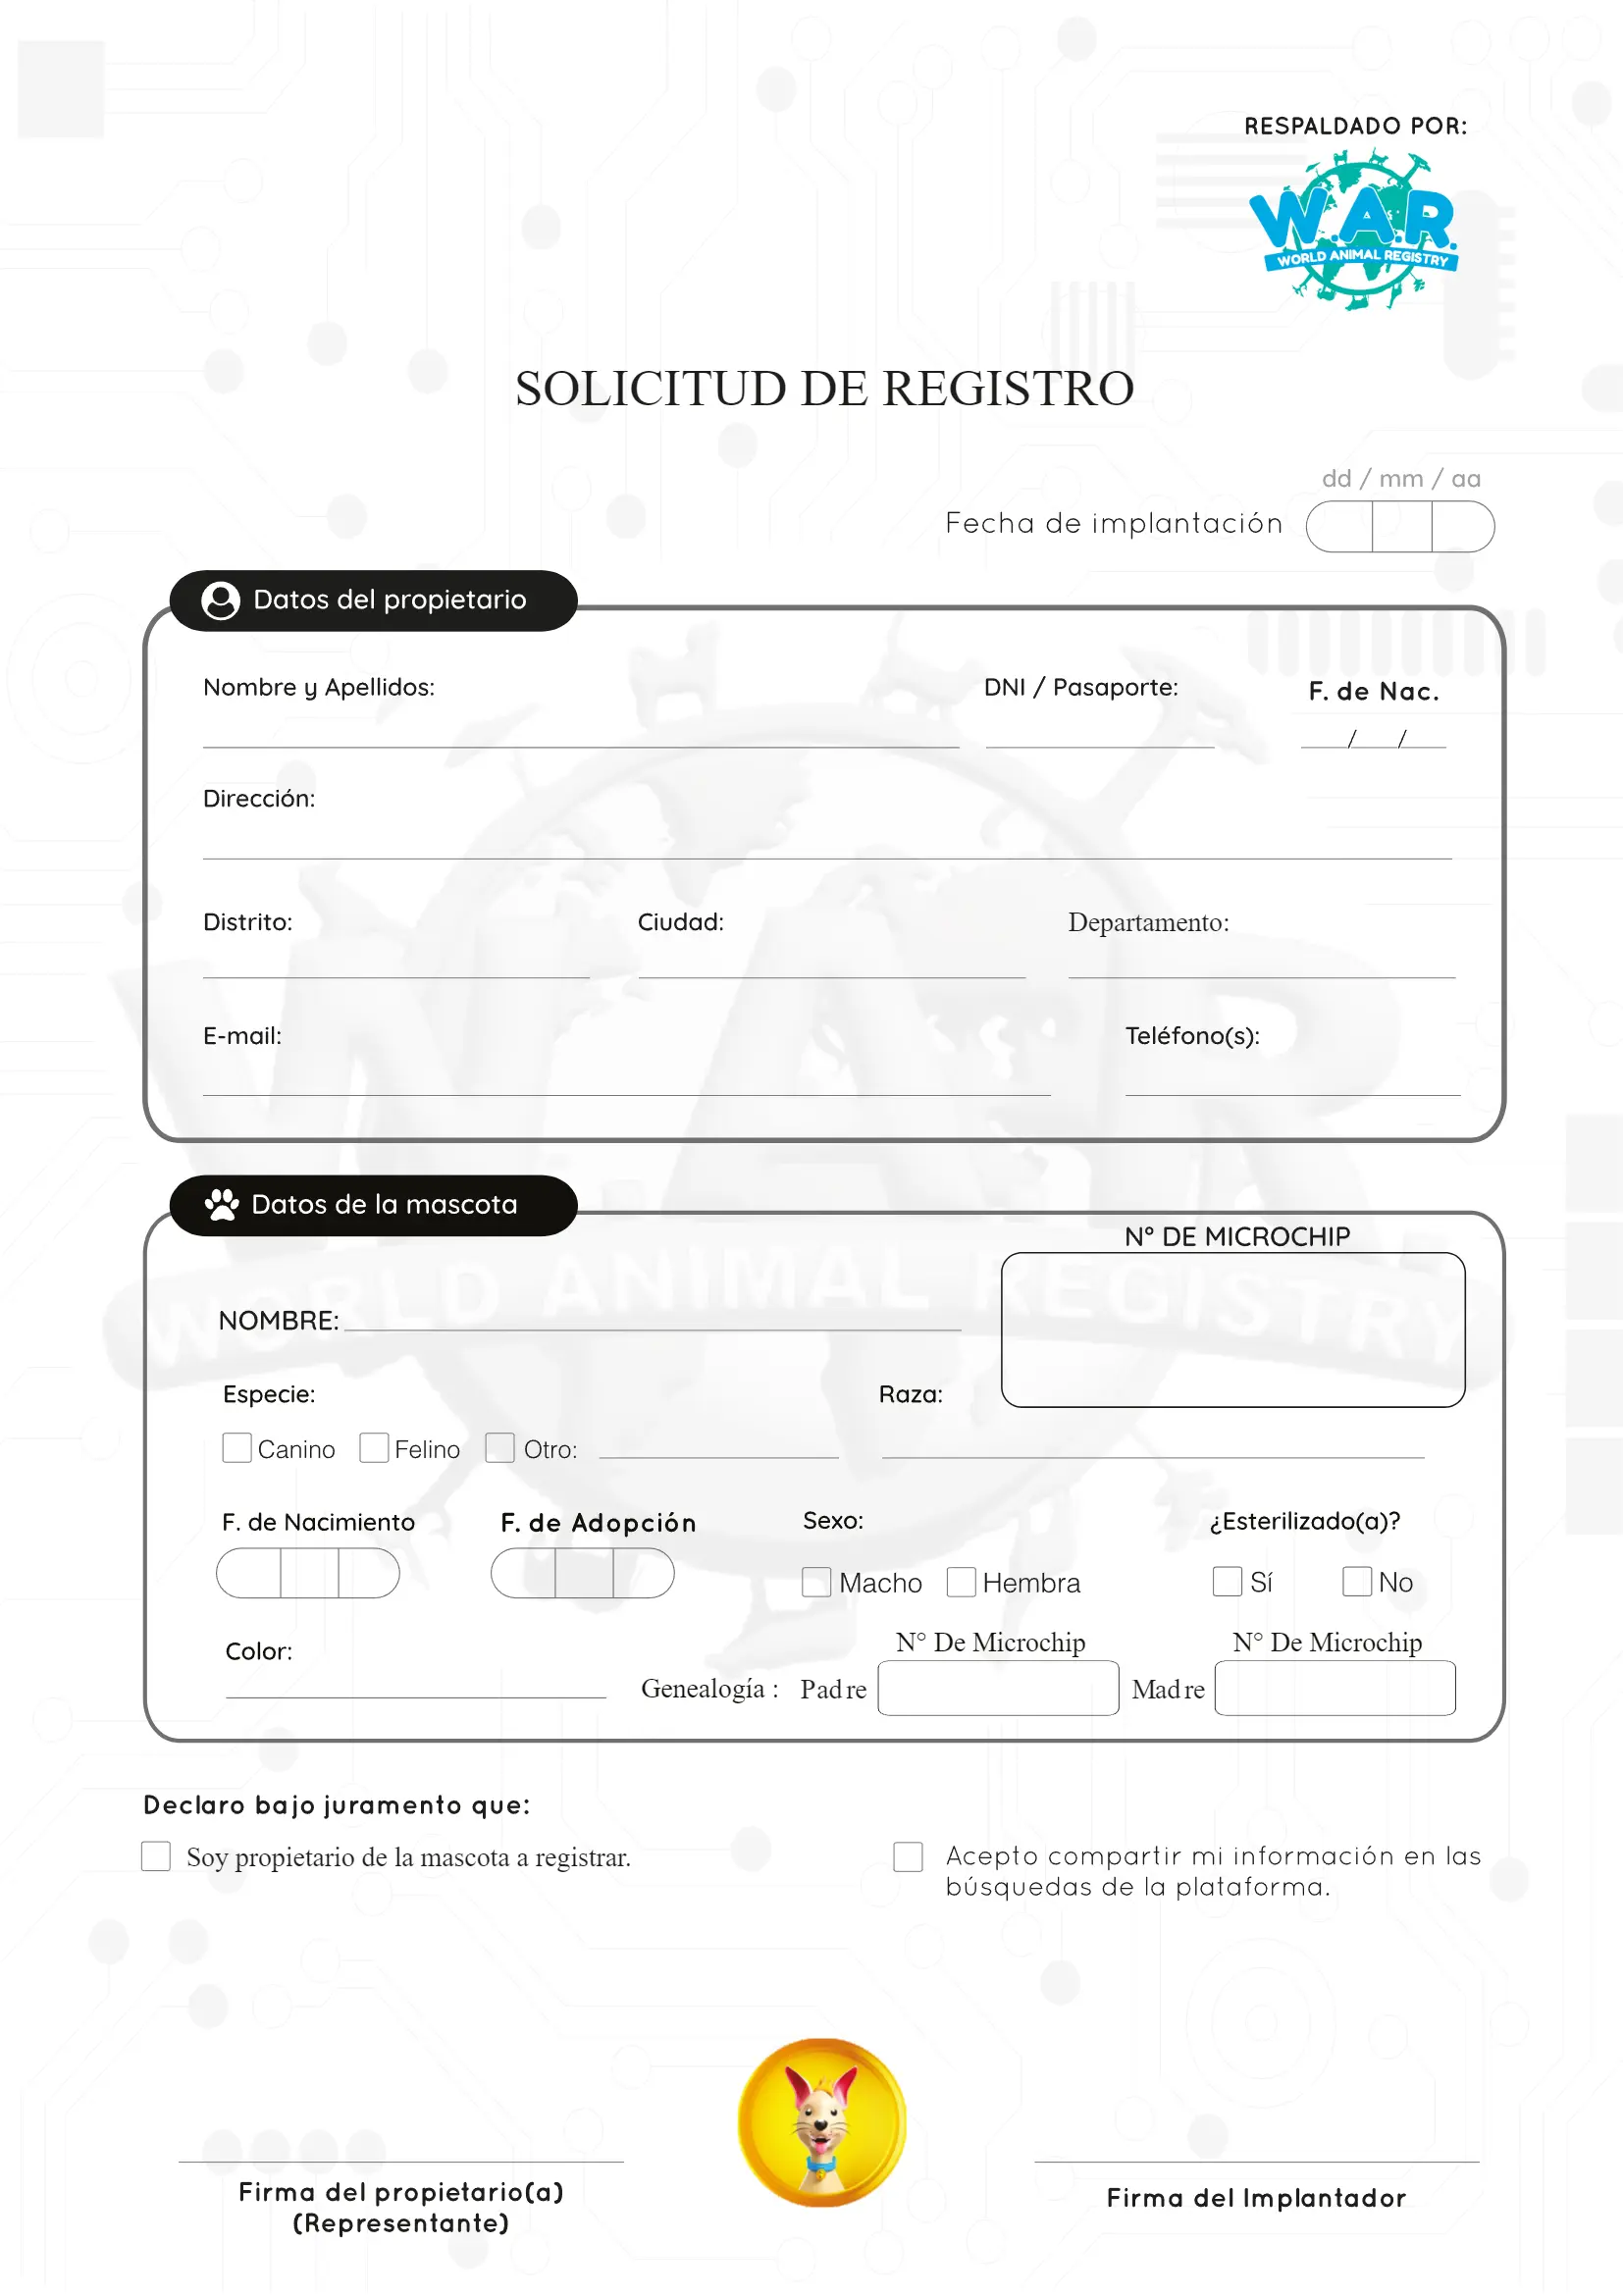 RESPALDADO POR:
W.A.R.
WORLD ANIMAL REGISTRY
SOLICITUD DE REGISTRO
dd / mm / aa
Fecha de implantación
Datos del propietario
Nombre y Apellidos: DNI / Pasaporte: F. de Nac.
/ /
Dirección:
Distrito: Ciudad: Departamento:
E-mail: Teléfono(s):
Datos de la mascota
N° DE MICROCHIP
NOMBRE:
Especie: Raza:
Canino Felino Otro:
F. de Nacimiento F. de Adopción Sexo: ¿Esterilizado(a)?
Macho Hembra Sí No
N° De Microchip N° De Microchip
Color:
Genealogía : Padre Madre
Declaro bajo juramento que:
Soy propietario de la mascota a registrar. Acepto compartir mi información en las
búsquedas de la plataforma.
Firma del propietario(a) Firma del Implantador
(Representante)
W.A.R.
WORLD ANIMAL REGISTRY